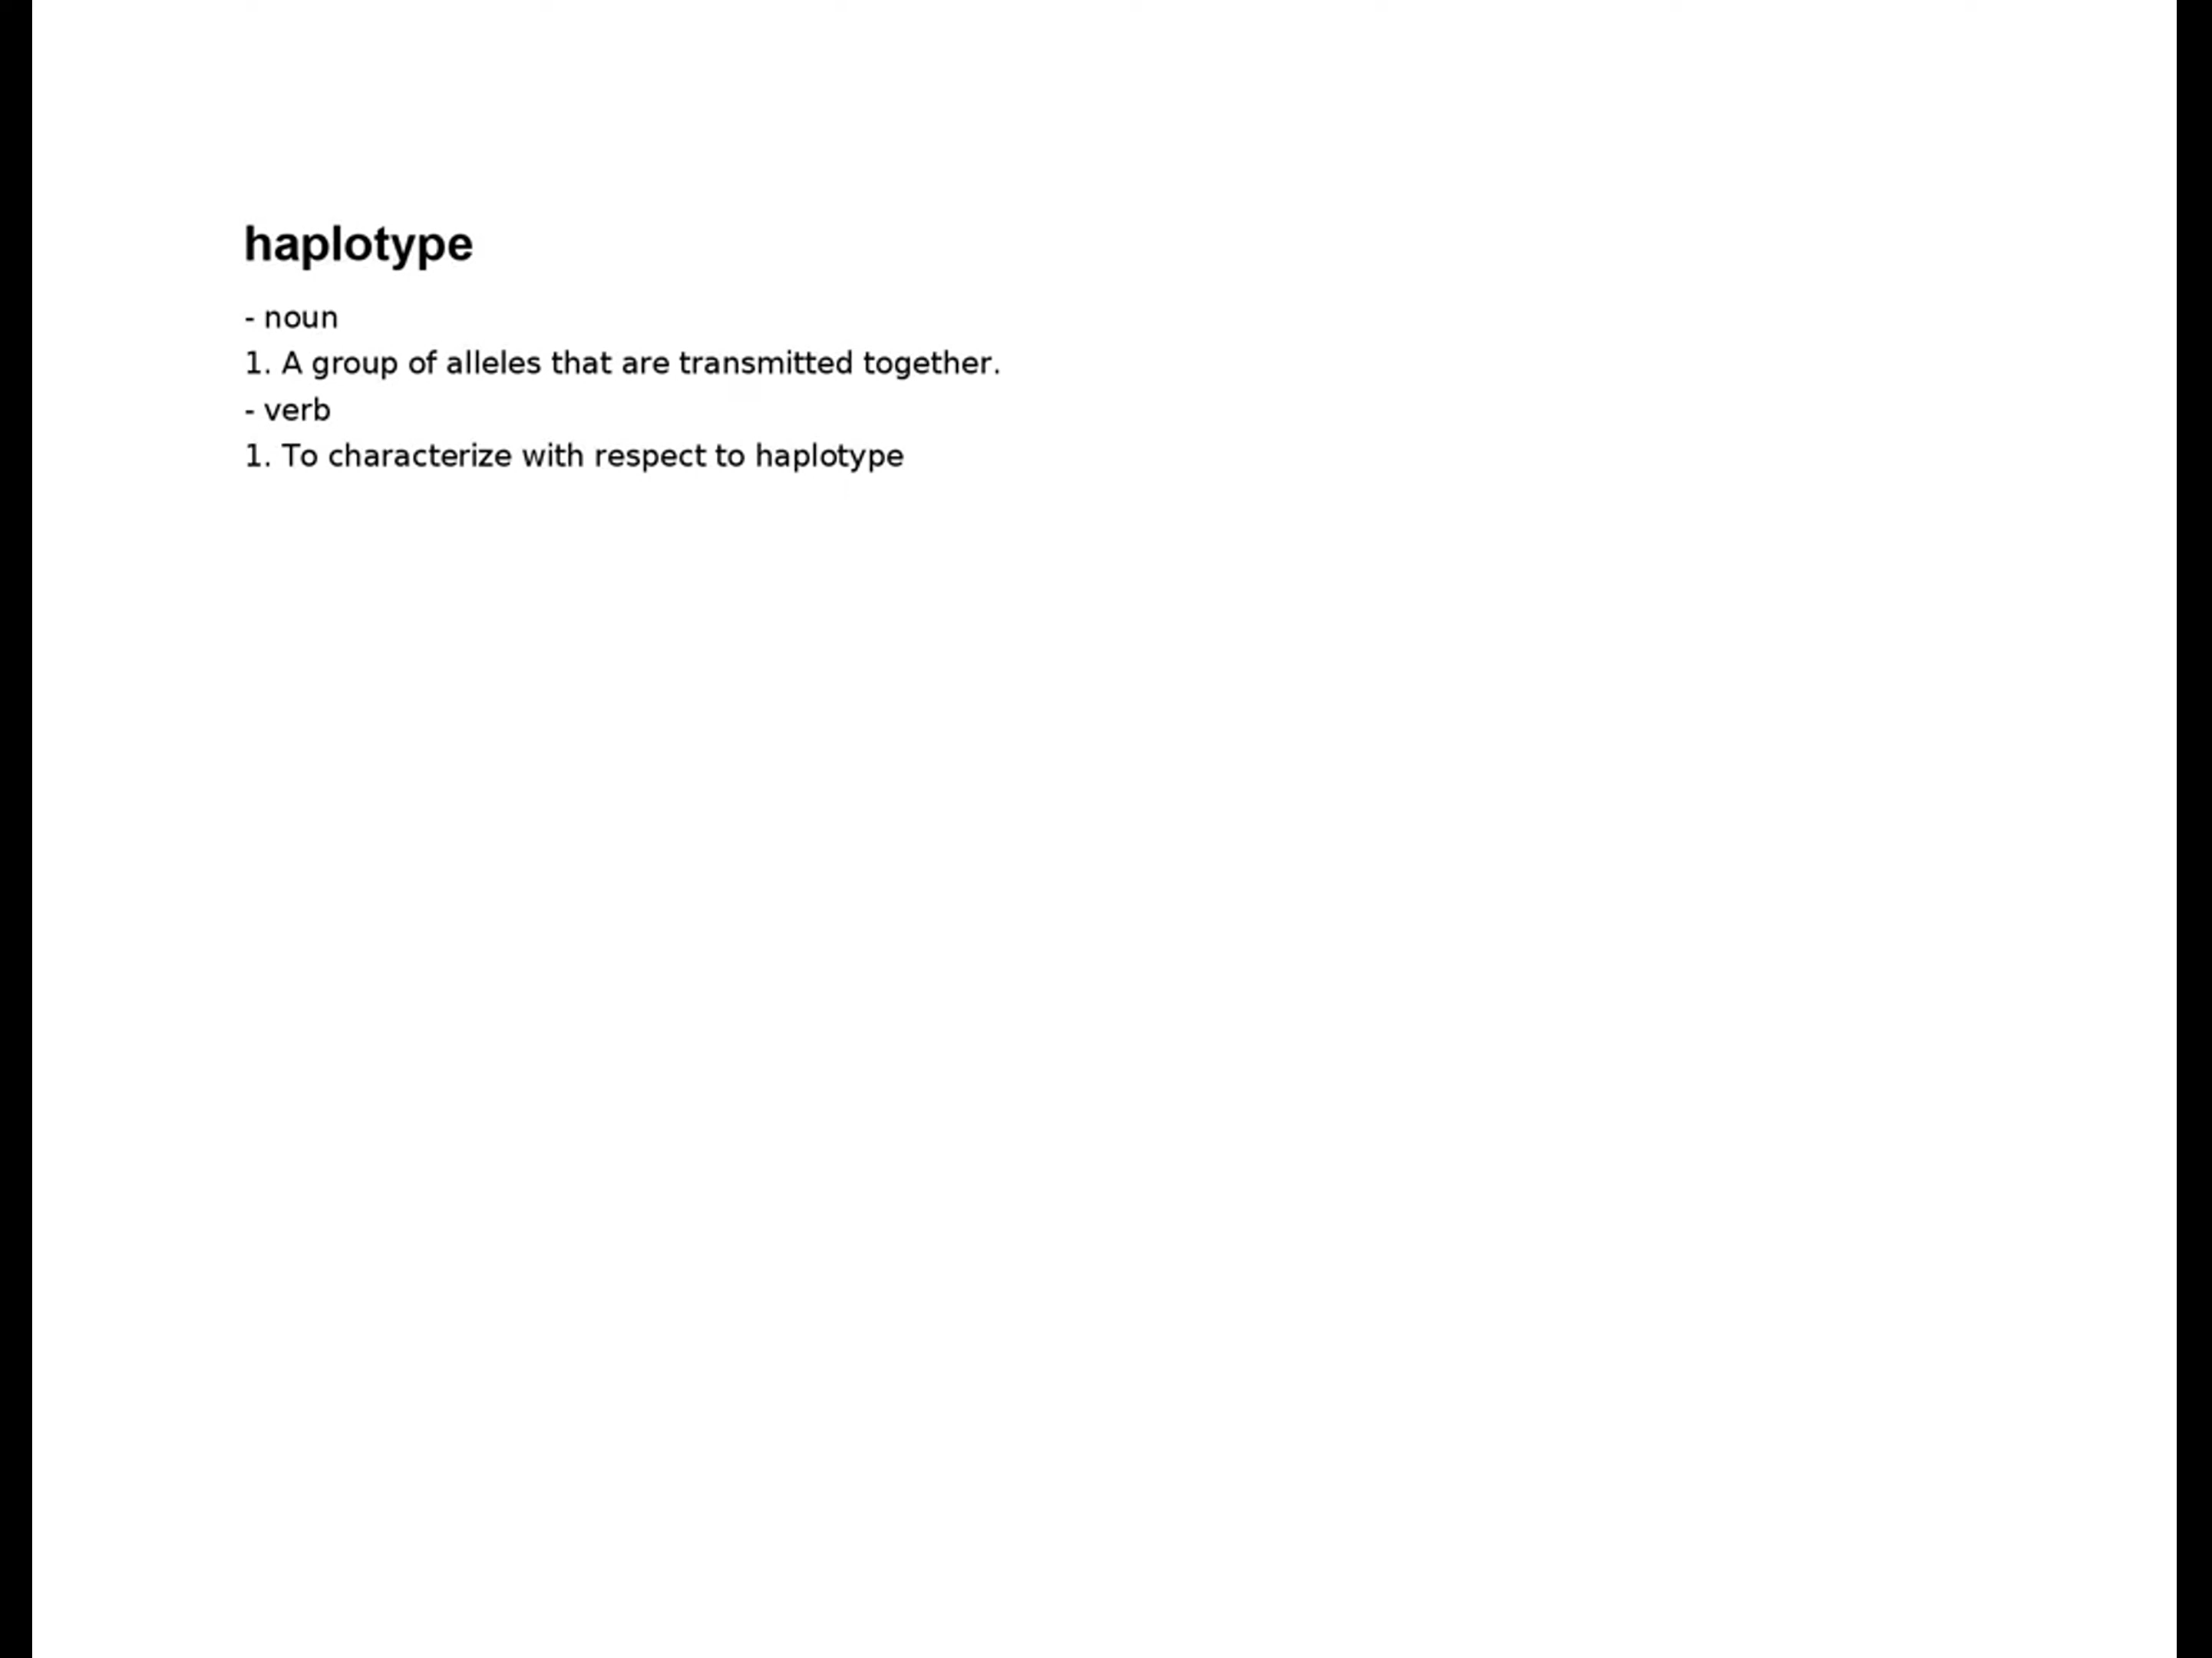 haplotype
- noun
1. A group of alleles that are transmitted together.
- verb
1. To characterize with respect to haplotype